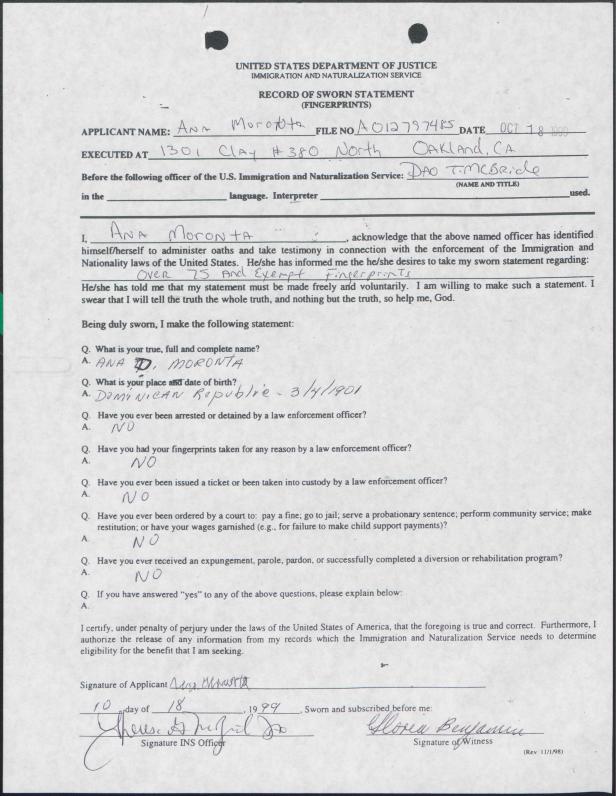 UNITED STATES DEPARTMENT OF JUSTICE
IMMIGRATION AND NATURALIZATION SERVICE
RECORD OF SWORN STATEMENT
(FINGERPRINTS)
APPLICANT NAME: Ana Moronta FILE NO A012797485 DATE OCT 18 1999
EXECUTED AT 1301 Clay # 380 North Oakland, CA
Before the following officer of the U.S. Immigration and Naturalization Service: DAO T. McBride
(NAME AND TITLE)
in the language. Interpreter used.
I, ANA MORONTA, acknowledge that the above named officer has identified
himself/herself to administer oaths and take testimony in connection with the enforcement of the Immigration and
Nationality laws of the United States. He/she has informed me the he/she desires to take my sworn statement regarding:
Over 75 And Exempt Fingerprints
He/she has told me that my statement must be made freely and voluntarily. I am willing to make such a statement. I
swear that I will tell the truth the whole truth, and nothing but the truth, so help me, God.
Being duly sworn, I make the following statement:
Q. What is your true, full and complete name?
A. ANA D. MORONTA
Q. What is your place and date of birth?
A. DOMINICAN Republic - 3/4/1901
Q. Have you ever been arrested or detained by a law enforcement officer?
A. NO
Q. Have you had your fingerprints taken for any reason by a law enforcement officer?
A. NO
Q. Have you ever been issued a ticket or been taken into custody by a law enforcement officer?
A. NO
Q. Have you ever been ordered by a court to: pay a fine; go to jail; serve a probationary sentence; perform community service; make
restitution; or have your wages garnished (e.g., for failure to make child support payments)?
A. NO
Q. Have you ever received an expungement, parole, pardon, or successfully completed a diversion or rehabilitation program?
A. NO
Q. If you have answered "yes" to any of the above questions, please explain below:
A.
I certify, under penalty of perjury under the laws of the United States of America, that the foregoing is true and correct. Furthermore, I
authorize the release of any information from my records which the Immigration and Naturalization Service needs to determine
eligibility for the benefit that I am seeking.
Signature of Applicant
10 day of 18, 1999. Sworn and subscribed before me:
Gloria Benjamin
Signature INS Officer Signature of Witness
(Rev 11/1/98)